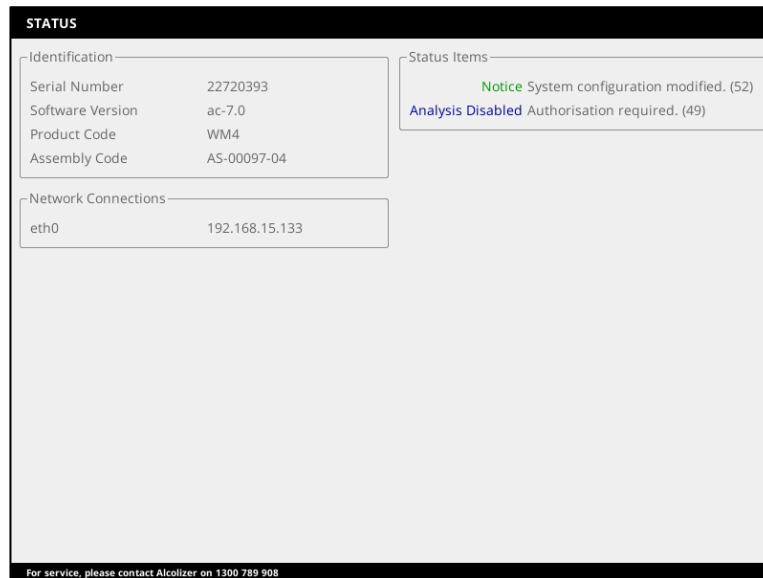 STATUS
Identification
Serial Number 22720393
Software Version ac-7.0
Product Code WM4
Assembly Code AS-00097-04
Network Connections
eth0 192.168.15.133
Status Items
Notice System configuration modified. (52)
Analysis Disabled Authorisation required. (49)
For service, please contact Alcolizer on 1300 789 908